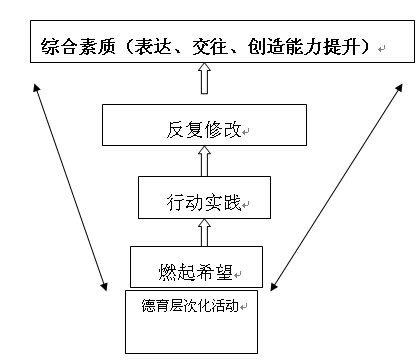 综合素质（表达、交往、创造能力提升）
反复修改
行动实践
燃起希望
德育层次化活动